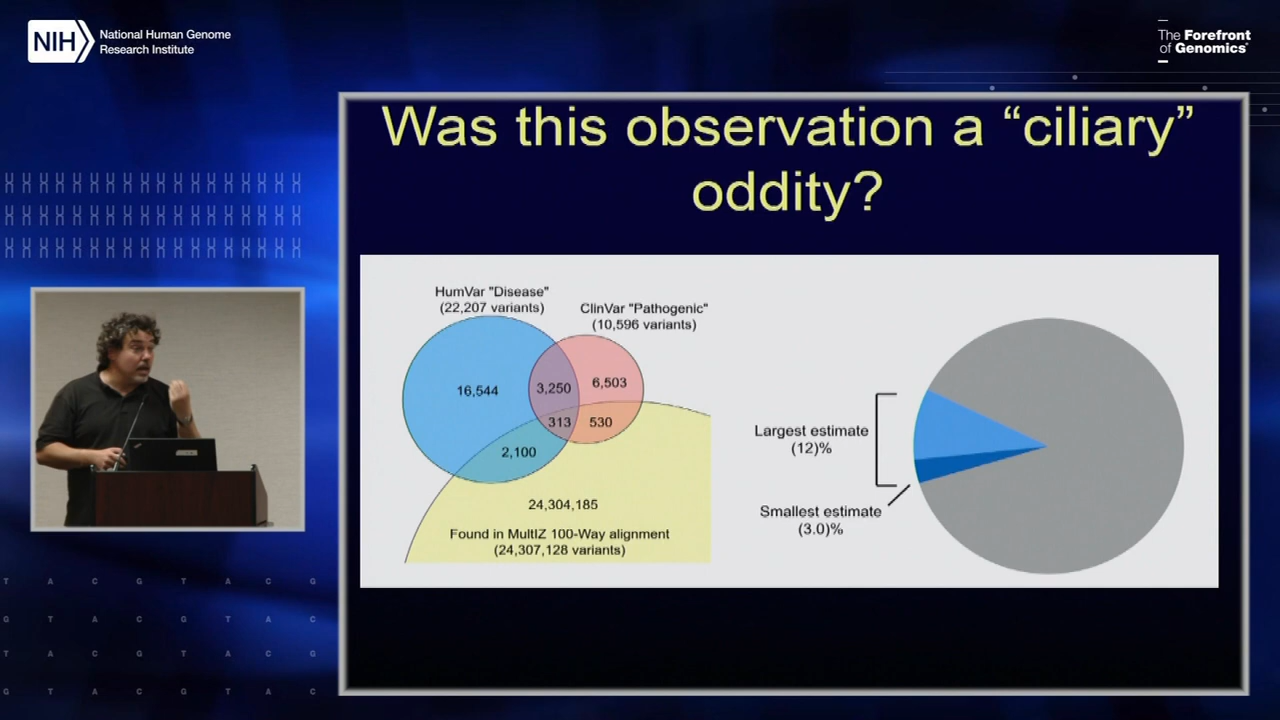 NIH
National Human Genome
Research Institute
The Forefront
of Genomics®
Was this observation a “ciliary”
oddity?
HumVar "Disease"
(22,207 variants)
ClinVar "Pathogenic"
(10,596 variants)
16,544
3,250
6,503
313
530
2,100
24,304,185
Found in MultIZ 100-Way alignment
(24,307,128 variants)
Largest estimate
(12)%
Smallest estimate
(3.0)%
T A C G T A C G
G T A C G T A C
T A C G T A C G
G T A C G T A C